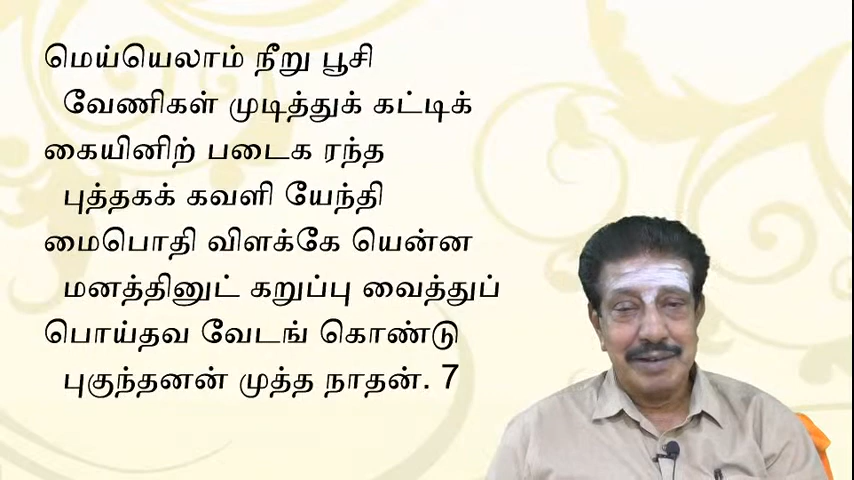 மெய்யெலாம் நீறு பூசி
வேணிகள் முடித்துக் கட்டிக்
கையினிற் படைக ரந்த
புத்தகக் கவளி யேந்தி
மைபொதி விளக்கே யென்ன
மனத்தினுட் கறுப்பு வைத்துப்
பொய்தவ வேடங் கொண்டு
புகுந்தனன் முத்த நாதன். 7